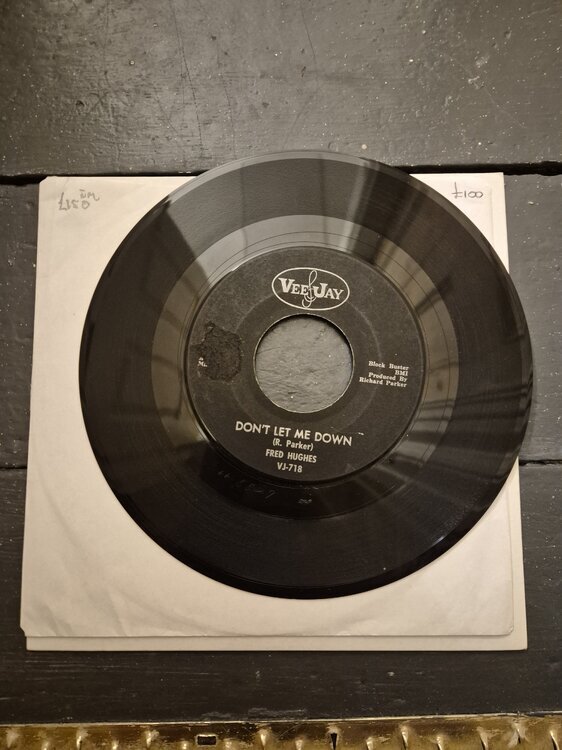 £100
VEE JAY
Block Buster
BMI
Produced By
Richard Parker
DON'T LET ME DOWN
(R. Parker)
FRED HUGHES
VJ-718